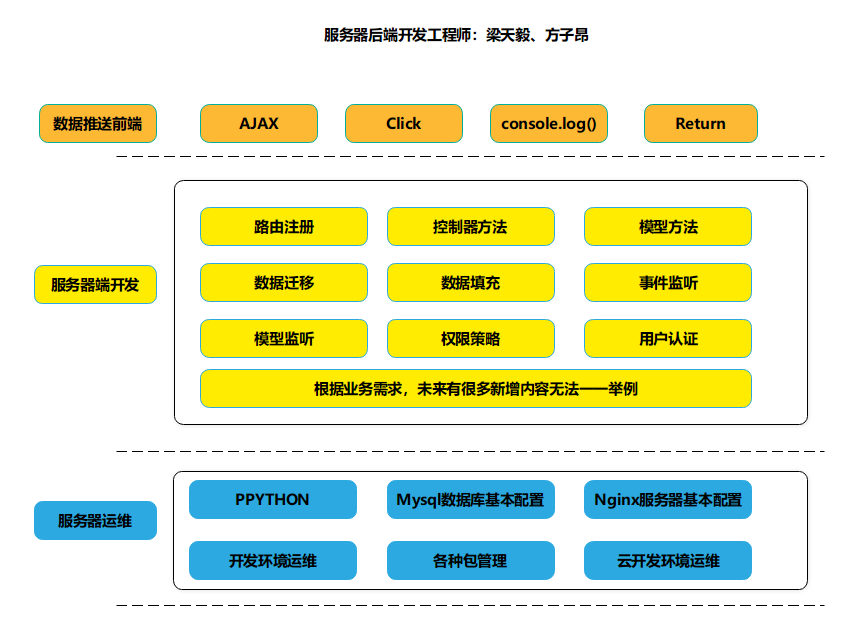 服务器后端开发工程师：梁天毅、方子昂
数据推送前端
AJAX
Click
console.log()
Return
路由注册
控制器方法
模型方法
服务器端开发
数据迁移
数据填充
事件监听
模型监听
权限策略
用户认证
根据业务需求，未来有很多新增内容无法一一举例
PPYTHON
Mysql数据库基本配置
Nginx服务器基本配置
服务器运维
开发环境运维
各种包管理
云开发环境运维